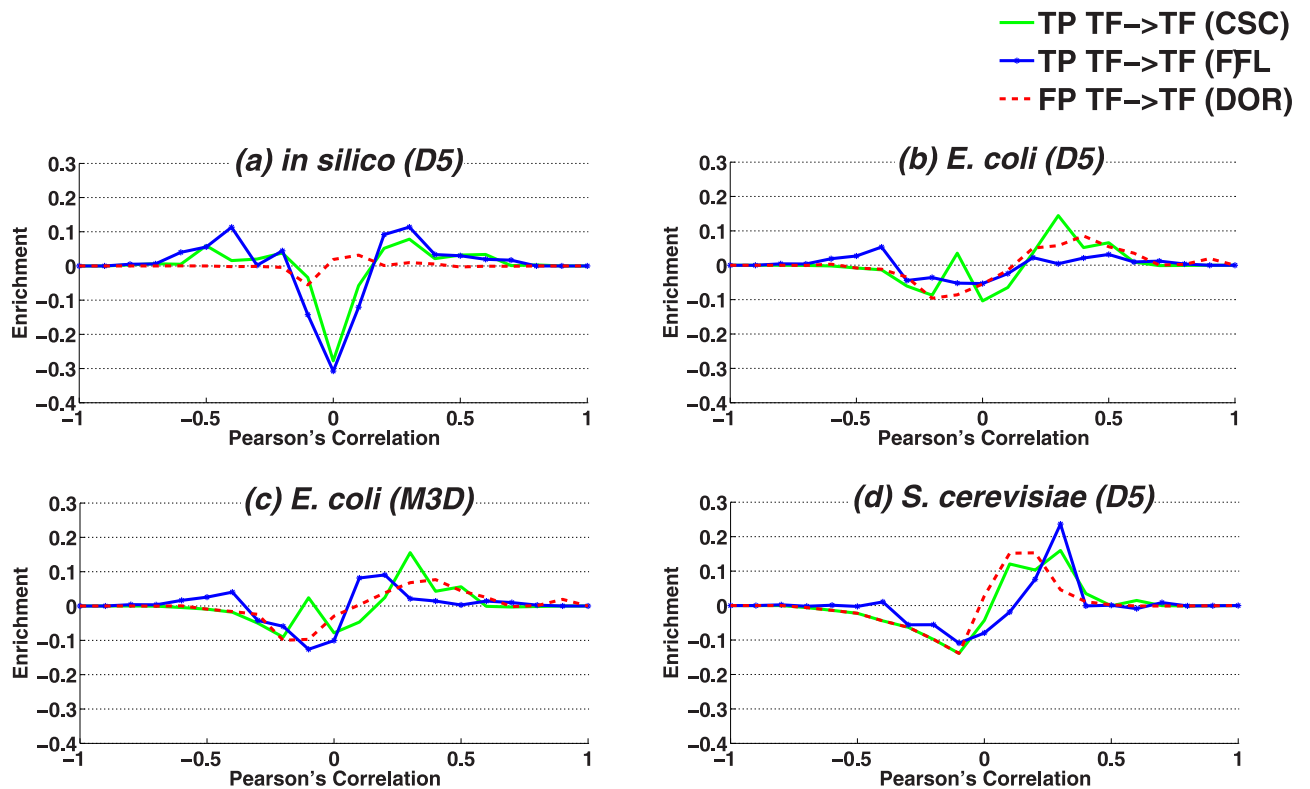 TP TF−>TF (CSC)
TP TF−>TF (F)FL
FP TF−>TF (DOR)
(a) in silico (D5)
0.3
0.2
0.1
0
−0.1
−0.2
−0.3
−0.4
Enrichment
−1 −0.5 0 0.5 1
Pearson's Correlation
(b) E. coli (D5)
0.3
0.2
0.1
0
−0.1
−0.2
−0.3
−0.4
Enrichment
−1 −0.5 0 0.5 1
Pearson's Correlation
(c) E. coli (M3D)
0.3
0.2
0.1
0
−0.1
−0.2
−0.3
−0.4
Enrichment
−1 −0.5 0 0.5 1
Pearson's Correlation
(d) S. cerevisiae (D5)
0.3
0.2
0.1
0
−0.1
−0.2
−0.3
−0.4
Enrichment
−1 −0.5 0 0.5 1
Pearson's Correlation